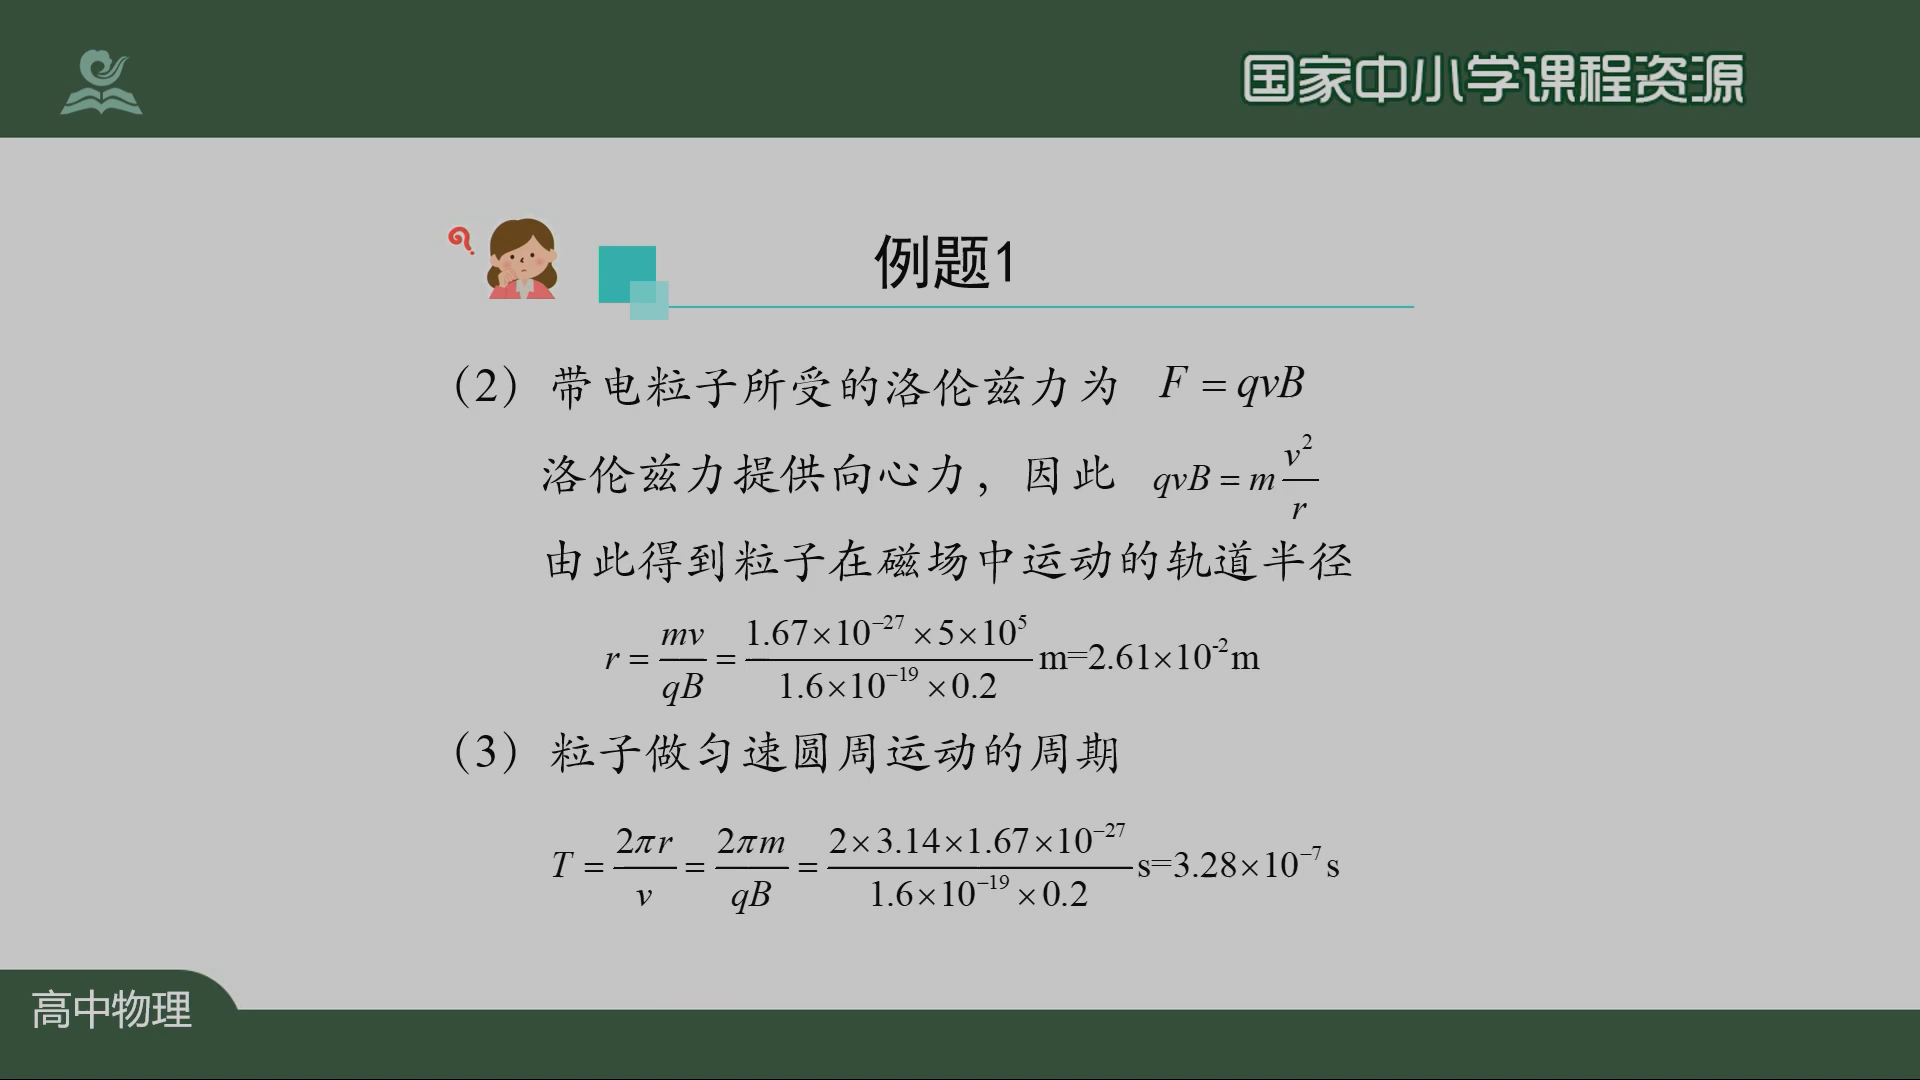 国家中小学课程资源
例题1
（2）带电粒子所受的洛伦兹力为 F = qvB
洛伦兹力提供向心力，因此 qvB = m v²/r
由此得到粒子在磁场中运动的轨道半径
r = mv/qB = 1.67×10⁻²⁷×5×10⁵/1.6×10⁻¹⁹×0.2 m=2.61×10⁻²m
（3）粒子做匀速圆周运动的周期
T = 2πr/v = 2πm/qB = 2×3.14×1.67×10⁻²⁷/1.6×10⁻¹⁹×0.2 s=3.28×10⁻⁷s
高中物理